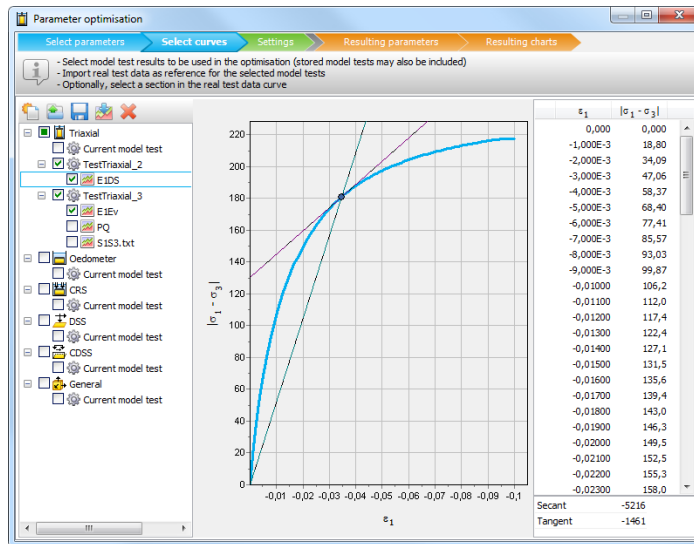 Parameter optimisation
Select parameters Select curves Settings Resulting parameters Resulting charts
- Select model test results to be used in the optimisation (stored model tests may also be included)
- Import real test data as reference for the selected model tests
- Optionally, select a section in the real test data curve
Triaxial
Current model test
TestTriaxial_2
E1DS
TestTriaxial_3
E1Ev
PQ
S1S3.txt
Oedometer
Current model test
CRS
Current model test
DSS
Current model test
CDSS
Current model test
General
Current model test
|σ1 - σ3|
220
200
180
160
140
120
100
80
60
40
20
0
-0,01 -0,02 -0,03 -0,04 -0,05 -0,06 -0,07 -0,08 -0,09 -0,1
ε1
ε1 |σ1 - σ3|
0,000 0,000
-1,000E-3 18,80
-2,000E-3 34,09
-3,000E-3 47,06
-4,000E-3 58,37
-5,000E-3 68,40
-6,000E-3 77,41
-7,000E-3 85,57
-8,000E-3 93,03
-9,000E-3 99,87
-0,01000 106,2
-0,01100 112,0
-0,01200 117,4
-0,01300 122,4
-0,01400 127,1
-0,01500 131,5
-0,01600 135,6
-0,01700 139,4
-0,01800 143,0
-0,01900 146,3
-0,02000 149,5
-0,02100 152,5
-0,02200 155,3
-0,02300 158,0
Secant -5216
Tangent -1461